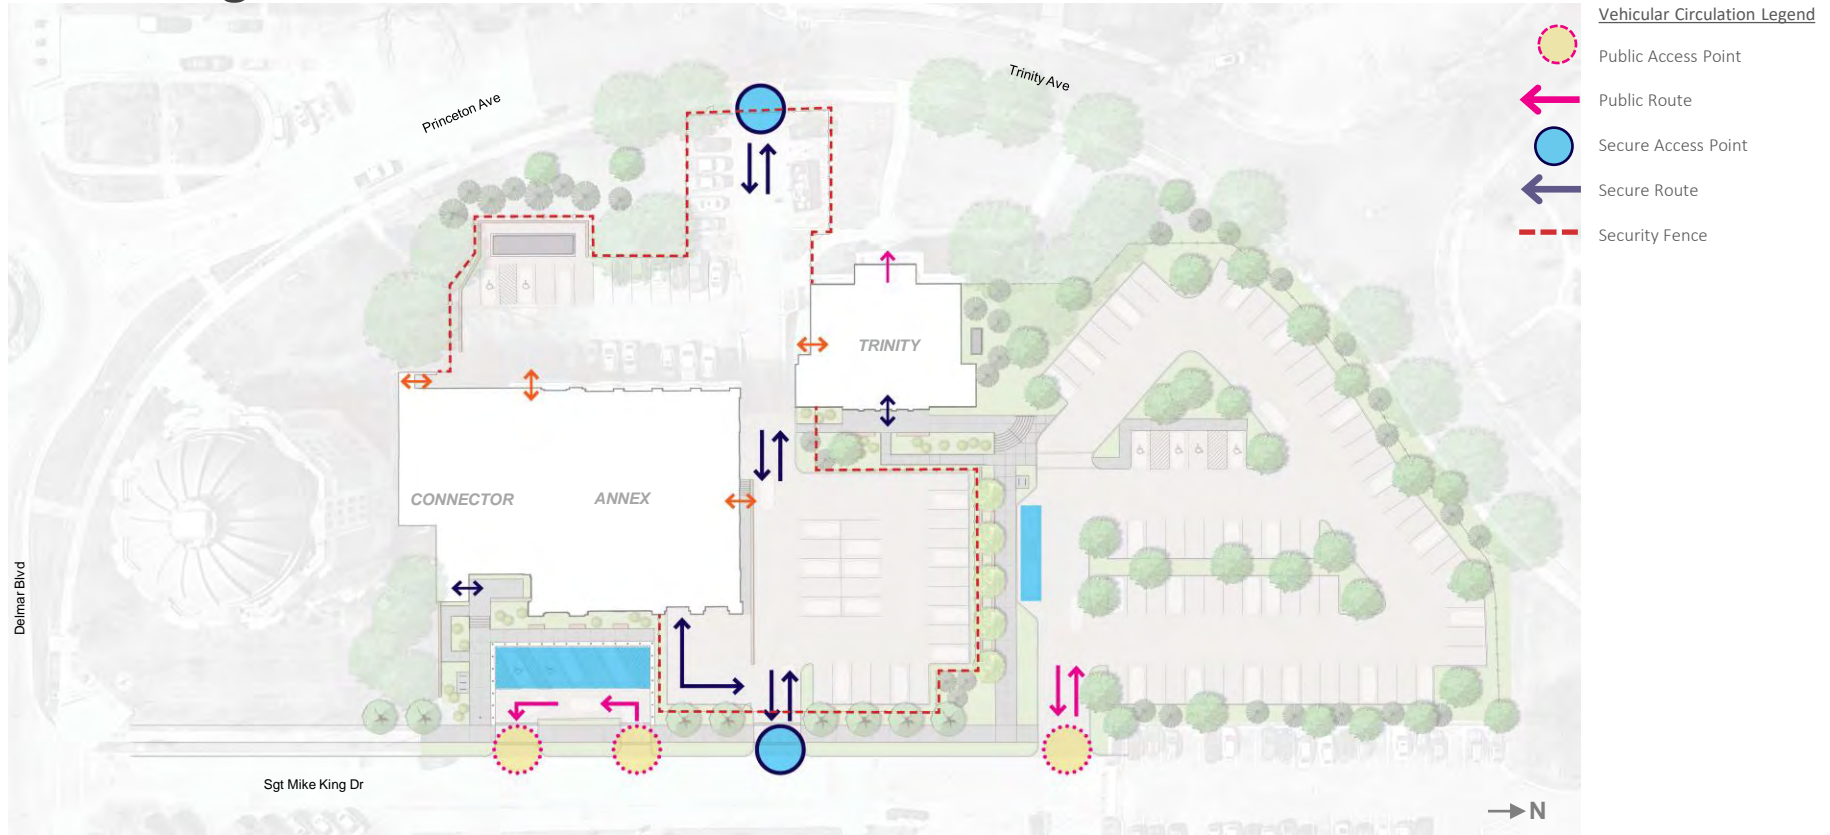 Vehicular Circulation Legend
Public Access Point
Public Route
Secure Access Point
Secure Route
Security Fence
Trinity Ave
Princeton Ave
TRINITY
CONNECTOR
ANNEX
Delmar Blvd
Sgt Mike King Dr
N